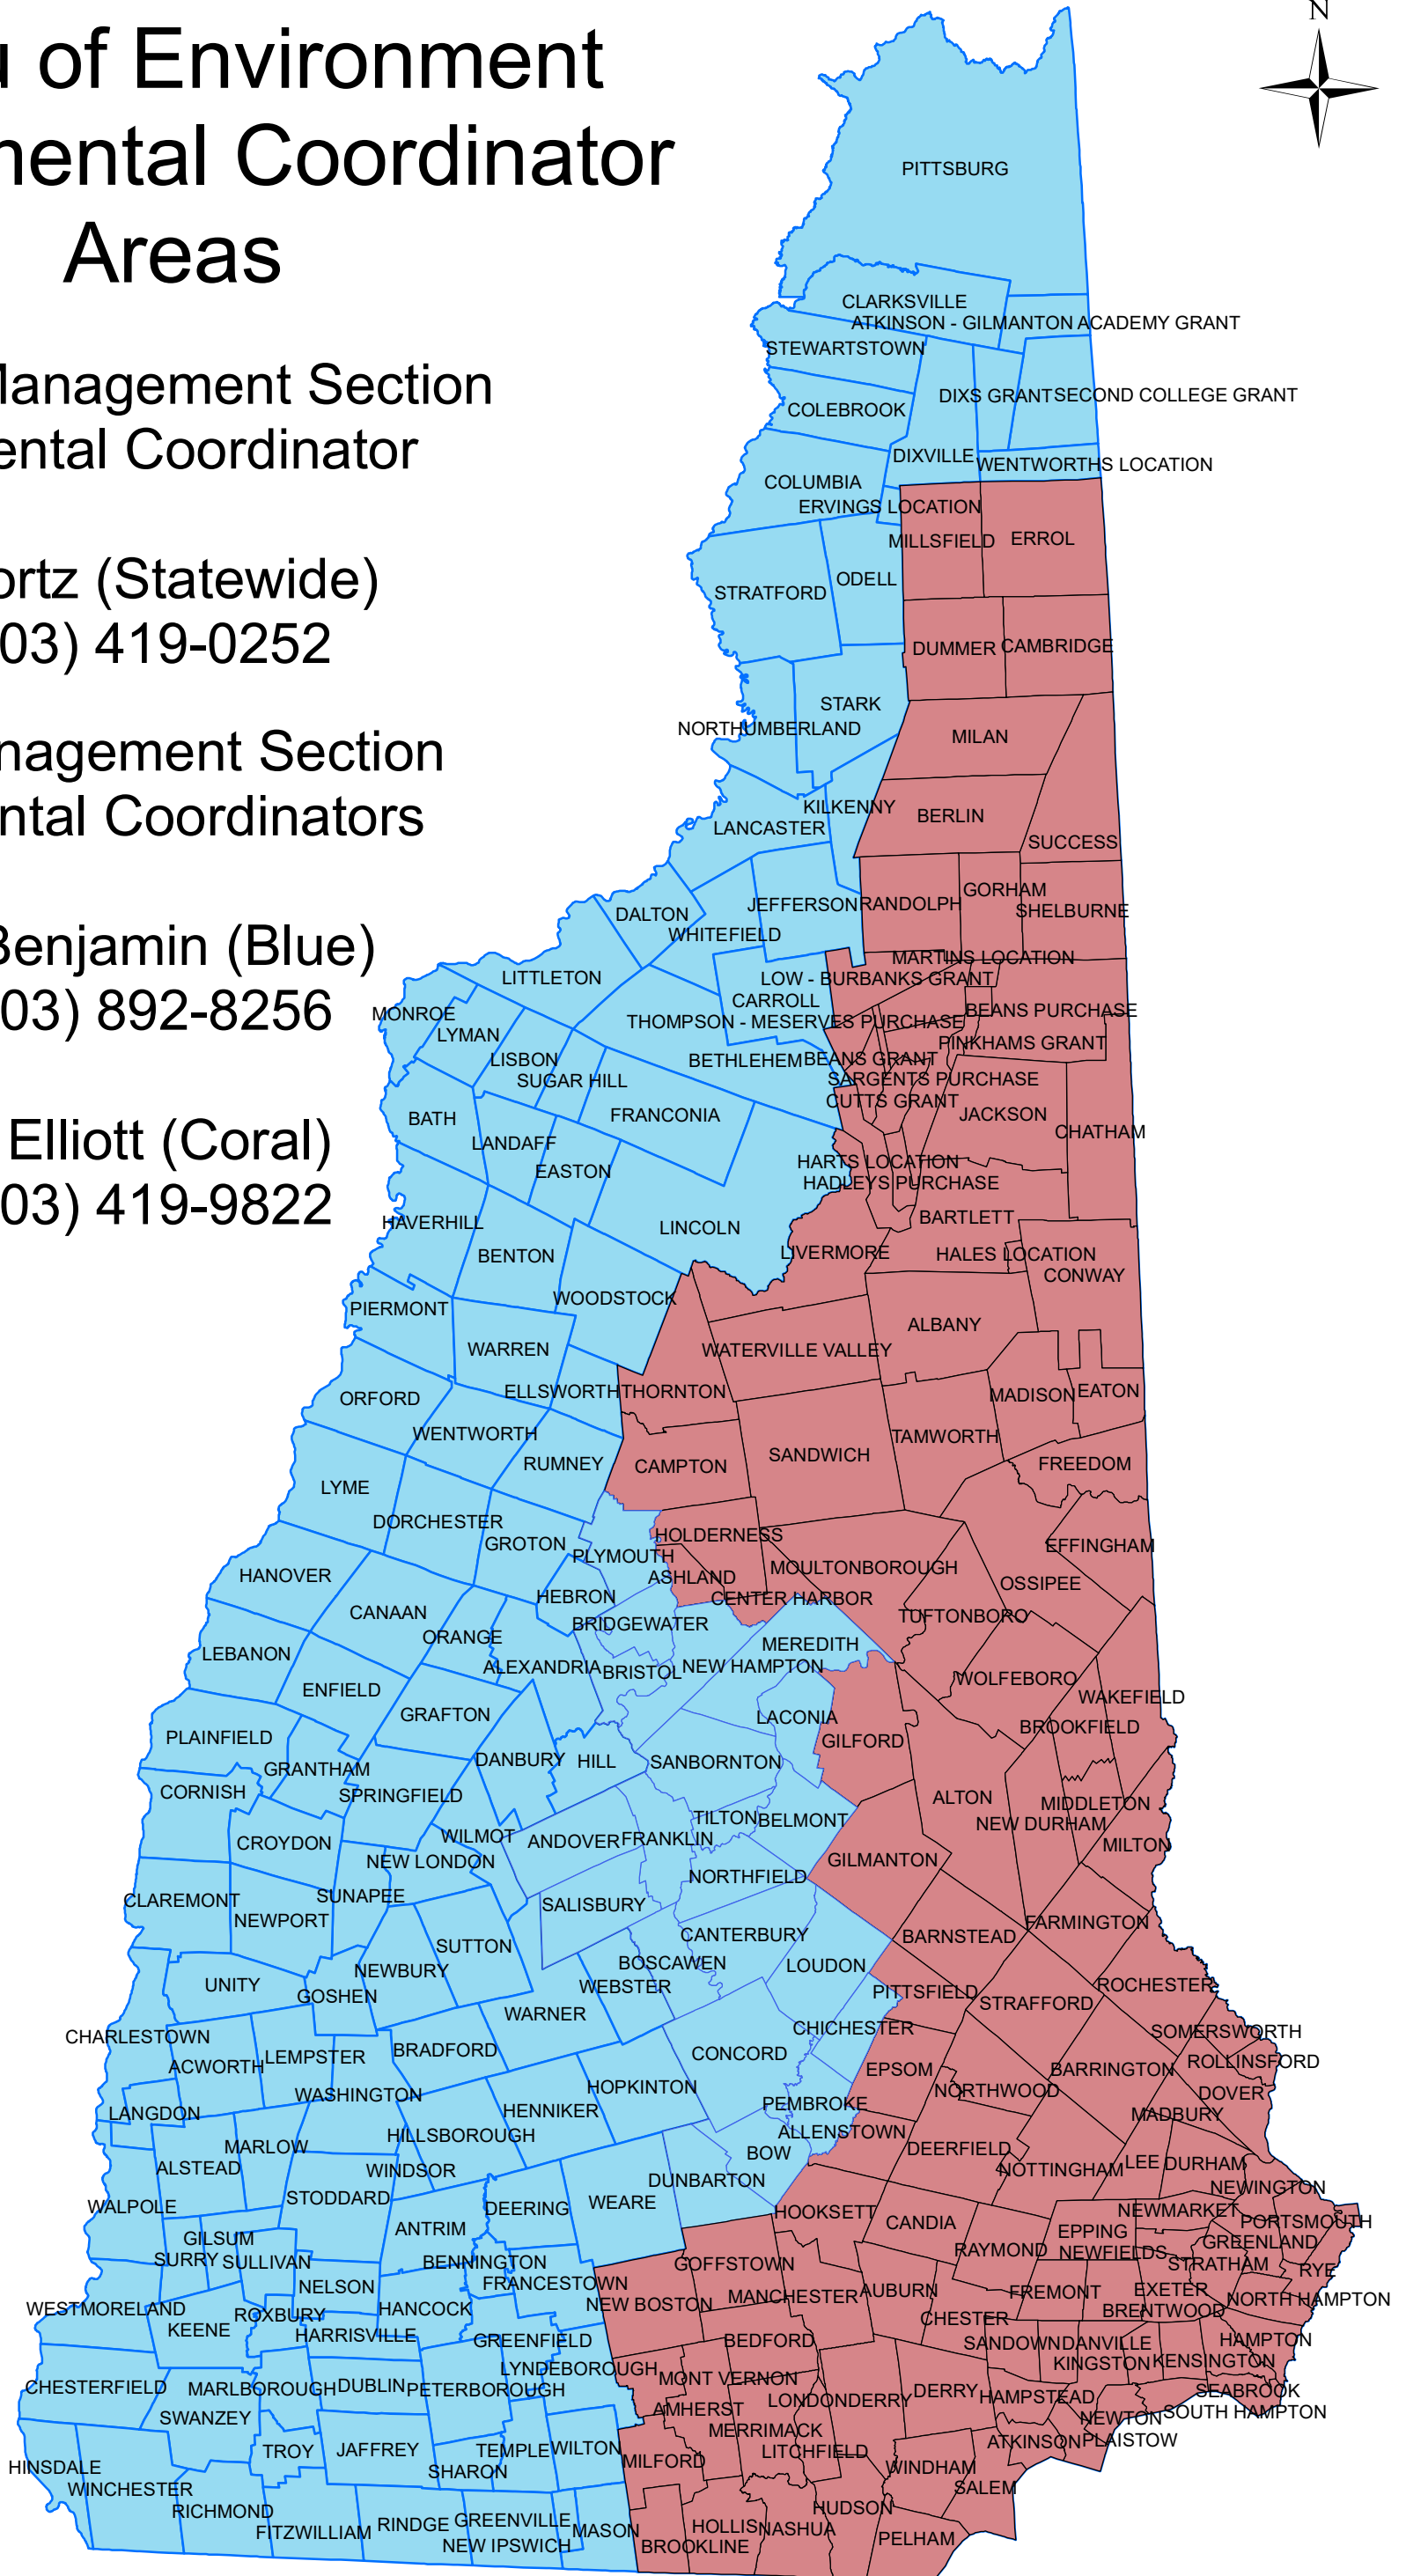 of Environment
Coordinator
Areas
Management Section
Coordinator
(Statewide)
03) 419-0252
Section
Coordinators
Benjamin (Blue)
03) 892-8256
Elliott (Coral)
03) 419-9822
N
PITTSBURG
CLARKSVILLE
ATKINSON - GILMANTON ACADEMY GRANT
STEWARTSTOWN
DIXS GRANT
SECOND COLLEGE GRANT
COLEBROOK
DIXVILLE
WENTWORTHS LOCATION
COLUMBIA
ERVINGS LOCATION
MILLSFIELD
ERROL
ODELL
STRATFORD
DUMMER
CAMBRIDGE
STARK
NORTHUMBERLAND
MILAN
KILKENNY
BERLIN
LANCASTER
SUCCESS
GORHAM
JEFFERSON
RANDOLPH
SHELBURNE
DALTON
WHITEFIELD
MARTINS LOCATION
LITTLETON
LOW - BURBANKS GRANT
CARROLL
BEANS PURCHASE
MONROE
THOMPSON - MESERVES PURCHASE
LYMAN
PINKHAMS GRANT
LISBON
BETHLEHEM
BEANS GRANT
SUGAR HILL
SARGENTS PURCHASE
CUTTS GRANT
BATH
FRANCONIA
JACKSON
CHATHAM
LANDAFF
EASTON
HARTS LOCATION
HADLEYS PURCHASE
HAVERHILL
LINCOLN
BARTLETT
BENTON
LIVERMORE
HALES LOCATION
CONWAY
WOODSTOCK
PIERMONT
ALBANY
WARREN
WATERVILLE VALLEY
ORFORD
ELLSWORTH
THORNTON
MADISON
EATON
WENTWORTH
TAMWORTH
RUMNEY
CAMPTON
SANDWICH
FREEDOM
LYME
DORCHESTER
GROTON
HOLDERNESS
EFFINGHAM
PLYMOUTH
MOULTONBOROUGH
HANOVER
ASHLAND
OSSIPEE
HEBRON
CENTER HARBOR
CANAAN
BRIDGEWATER
TUFTONBORO
ORANGE
MEREDITH
LEBANON
ALEXANDRIA
BRISTOL
NEW HAMPTON
WOLFEBORO
ENFIELD
WAKEFIELD
GRAFTON
LACONIA
BROOKFIELD
PLAINFIELD
GILFORD
DANBURY
HILL
SANBORNTON
GRANTHAM
CORNISH
SPRINGFIELD
ALTON
MIDDLETON
TILTON
BELMONT
NEW DURHAM
CROYDON
WILMOT
ANDOVER
FRANKLIN
MILTON
NEW LONDON
GILMANTON
NORTHFIELD
CLAREMONT
SUNAPEE
SALISBURY
NEWPORT
FARMINGTON
CANTERBURY
BARNSTEAD
SUTTON
BOSCAWEN
LOUDON
NEWBURY
UNITY
WEBSTER
ROCHESTER
GOSHEN
PITTSFIELD
STRAFFORD
WARNER
CHICHESTER
SOMERSWORTH
CHARLESTOWN
BRADFORD
CONCORD
LEMPSTER
ROLLINSFORD
ACWORTH
EPSOM
BARRINGTON
HOPKINTON
NORTHWOOD
DOVER
WASHINGTON
PEMBROKE
LANGDON
HENNIKER
MADBURY
ALLENSTOWN
HILLSBOROUGH
MARLOW
BOW
DEERFIELD
ALSTEAD
WINDSOR
NOTTINGHAM
LEE
DURHAM
DUNBARTON
NEWINGTON
STODDARD
WEARE
WALPOLE
DEERING
HOOKSETT
NEWMARKET
CANDIA
PORTSMOUTH
ANTRIM
EPPING
GILSUM
GREENLAND
RAYMOND
NEWFIELDS
SURRY
SULLIVAN
BENNINGTON
GOFFSTOWN
STRATHAM
RYE
NELSON
FRANCESTOWN
MANCHESTER
AUBURN
FREMONT
EXETER
NORTH HAMPTON
WESTMORELAND
ROXBURY
HANCOCK
NEW BOSTON
BRENTWOOD
KEENE
CHESTER
HARRISVILLE
GREENFIELD
BEDFORD
SANDOWN
DANVILLE
HAMPTON
KINGSTON
KENSINGTON
LYNDEBOROUGH
MONT VERNON
CHESTERFIELD
MARLBOROUGH
DUBLIN
PETERBOROUGH
DERRY
HAMPSTEAD
SEABROOK
LONDONDERRY
AMHERST
SOUTH HAMPTON
SWANZEY
NEWTON
MERRIMACK
ATKINSON
PLAISTOW
TROY
JAFFREY
TEMPLE
WILTON
LITCHFIELD
MILFORD
HINSDALE
SHARON
WINDHAM
WINCHESTER
SALEM
RICHMOND
HUDSON
FITZWILLIAM
RINDGE
GREENVILLE
MASON
HOLLIS
NASHUA
PELHAM
NEW IPSWICH
BROOKLINE